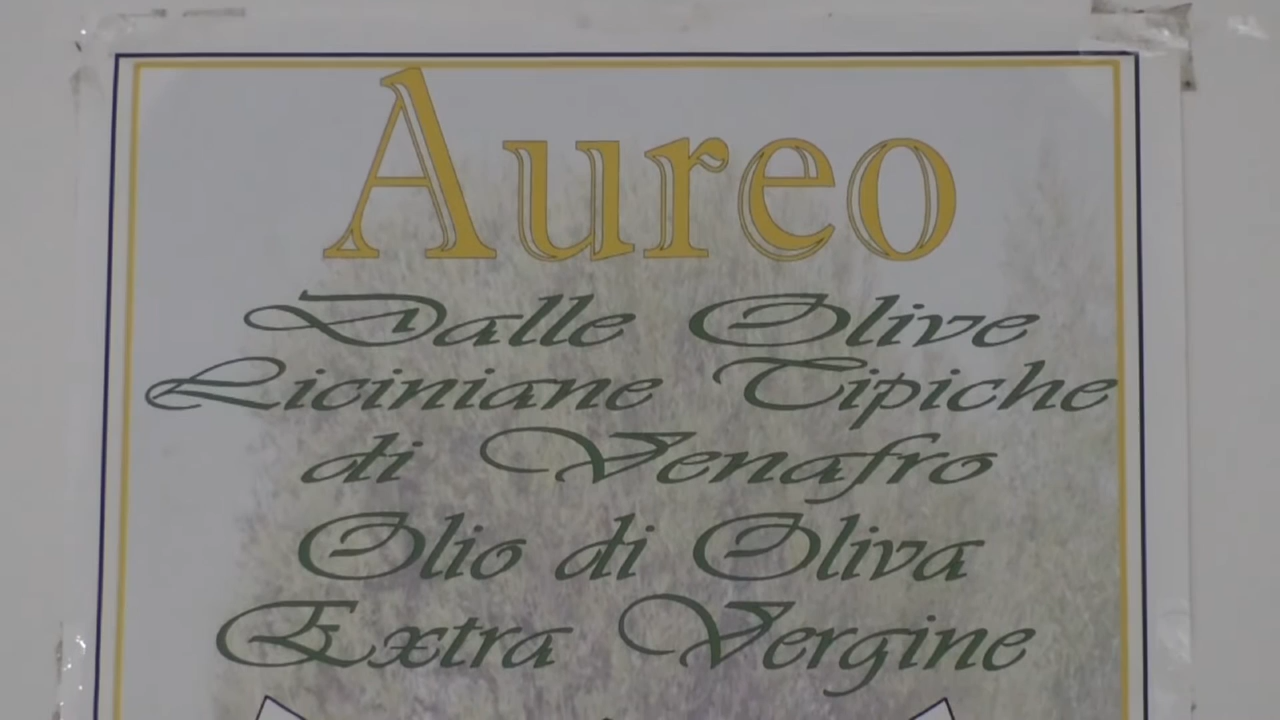 Aureo
Dalle Olive
Liciniane Tipiche
di Venafro
Olio di Oliva
Extra Vergine